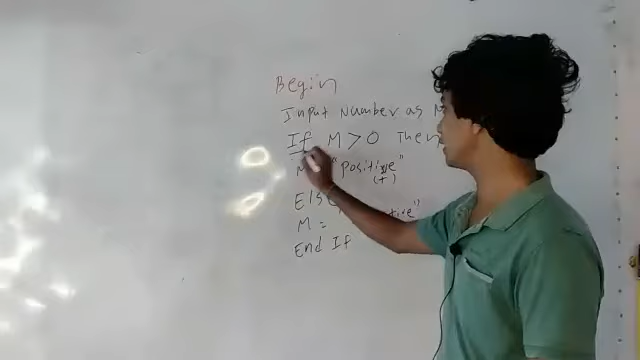 Begin
Input Number as M
If M > 0 Then
M "positive"
(+)
Else
M =
End If